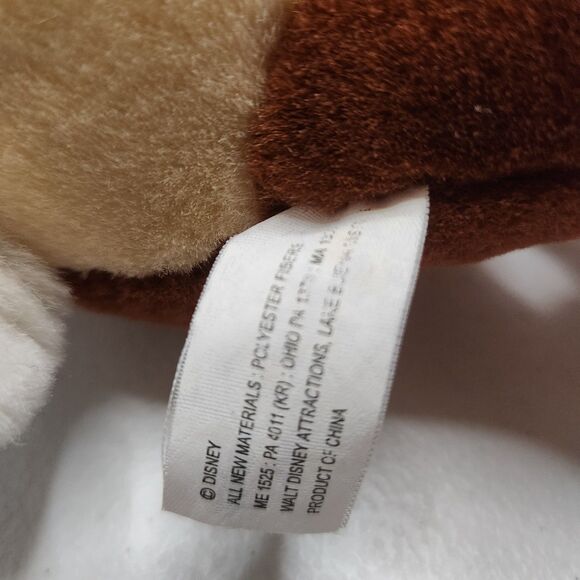 © DISNEY
ALL NEW MATERIALS : POLYESTER FIBERS
ME 1525 : PA 4011 (KR) : OHIO PA : MA
WALT DISNEY ATTRACTIONS, LAKE
PRODUCT OF CHINA